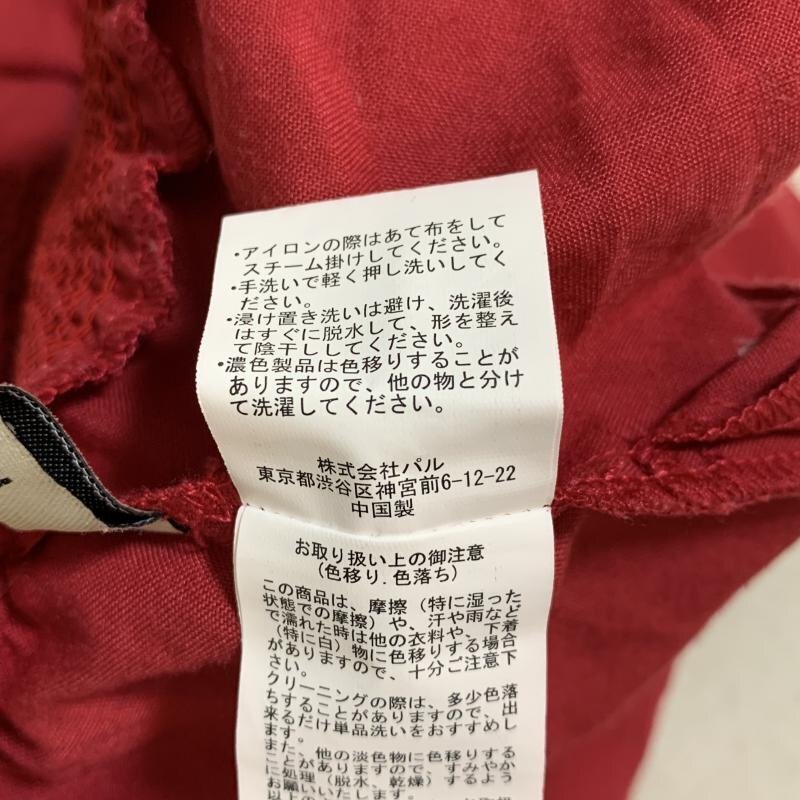 ・アイロンの際はあて布をして
スチーム掛けしてください。
・手洗いで軽く押し洗いしてく
ださい。
・浸け置き洗いは避け、洗濯後
はすぐに脱水して、形を整え
て陰干ししてください。
・濃色製品は色移りすることが
ありますので、他の物と分け
て洗濯してください。
株式会社パル
東京都渋谷区神宮前6-12-22
中国製
お取り扱い上の御注意
(色移り.色落ち)
この商品は、摩擦(特に湿った
状態での摩擦)や、汗や雨など
で濡れた時は他の衣料や、下着
(特に白)物に色移りする場合
がありますので、十分ご注意下
さい。
クリーニングの際は、多少色落
ちすることがありますので、出
来るだけ単品洗いをおすすめし
ます。
また、他の淡色物に色移りする
ことがありますので、すみやか
に処理(脱水、乾燥)するよう
お願いいたします。